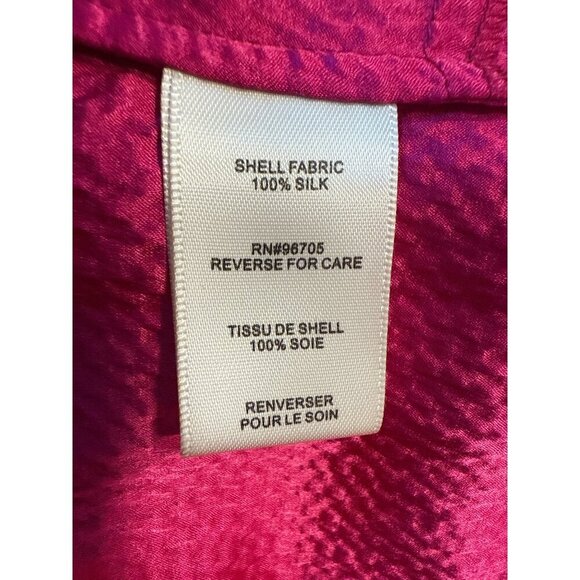 SHELL FABRIC
100% SILK
RN#96705
REVERSE FOR CARE
TISSU DE SHELL
100% SOIE
RENVERSER
POUR LE SOIN